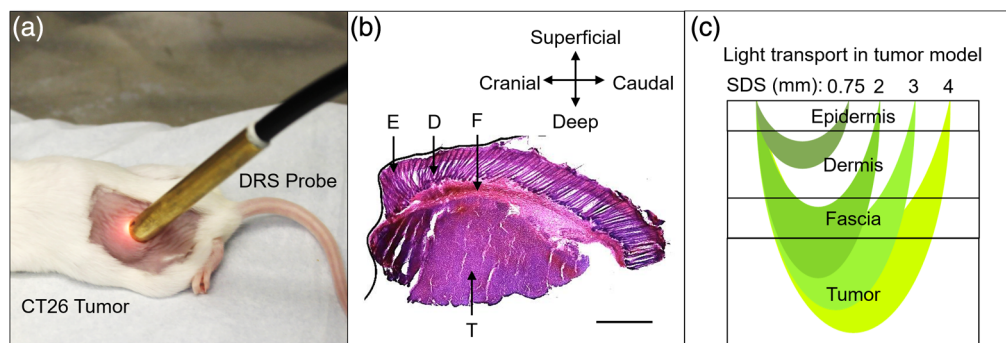 (a)
DRS Probe
CT26 Tumor
(b)
Superficial
Cranial
Caudal
Deep
E
D
F
T
(c)
Light transport in tumor model
SDS (mm): 0.75 2 3 4
Epidermis
Dermis
Fascia
Tumor